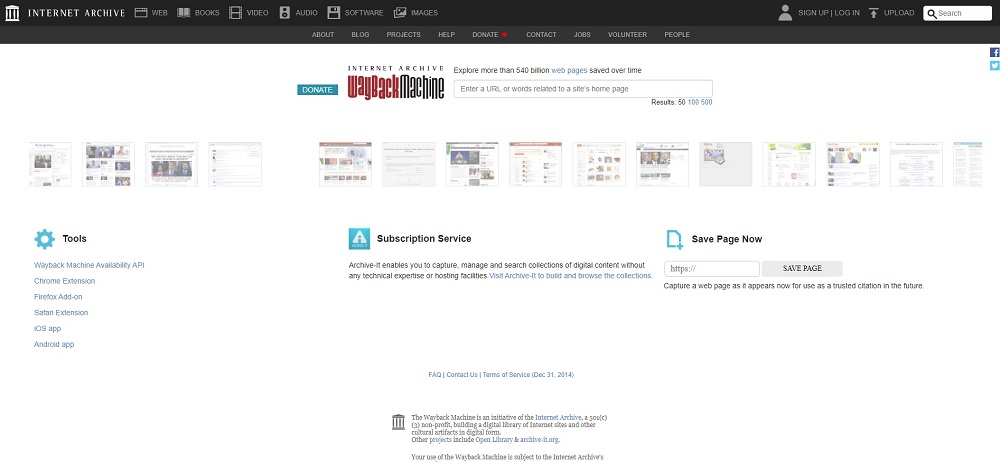 INTERNET ARCHIVE WEB BOOKS VIDEO AUDIO SOFTWARE IMAGES SIGN UP | LOG IN UPLOAD Search
ABOUT BLOG PROJECTS HELP DONATE CONTACT JOBS VOLUNTEER PEOPLE
INTERNET ARCHIVE
WayBackMachine
DONATE
Explore more than 540 billion web pages saved over time
Enter a URL or words related to a site's home page
Results: 50 100 500
Tools
Wayback Machine Availability API
Chrome Extension
Firefox Add-on
Safari Extension
iOS app
Android app
Subscription Service
Archive-It enables you to capture, manage and search collections of digital content without
any technical expertise or hosting facilities.Visit Archive-It to build and browse the collections.
Save Page Now
https:// SAVE PAGE
Capture a web page as it appears now for use as a trusted citation in the future.
FAQ | Contact Us | Terms of Service (Dec 31, 2014)
The Wayback Machine is an initiative of the Internet Archive, a 501(c)
(3) non-profit, building a digital library of Internet sites and other
cultural artifacts in digital form.
Other projects include Open Library & archive-it.org.
Your use of the Wayback Machine is subject to the Internet Archive's